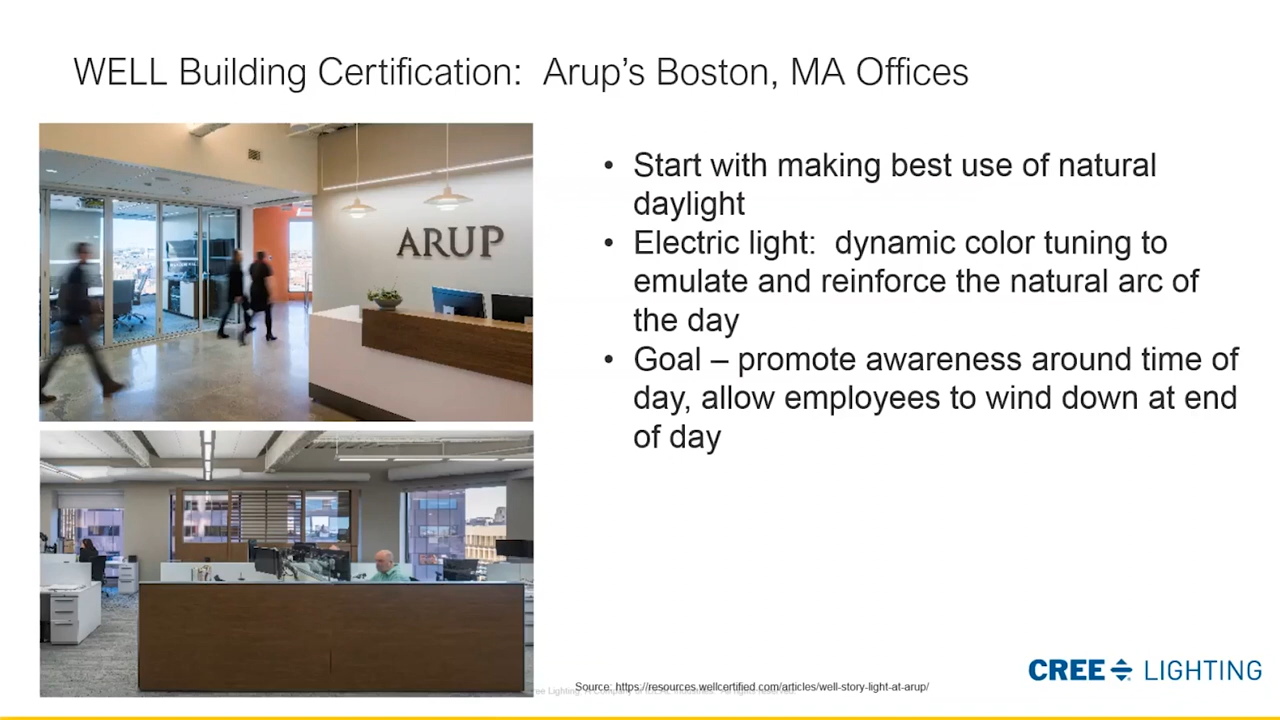 WELL Building Certification:  Arup’s Boston, MA Offices
ARUP
• Start with making best use of natural
daylight
• Electric light:  dynamic color tuning to
emulate and reinforce the natural arc of
the day
• Goal – promote awareness around time of
day, allow employees to wind down at end
of day
CREE LIGHTING
Source: https://resources.wellcertified.com/articles/well-story-light-at-arup/